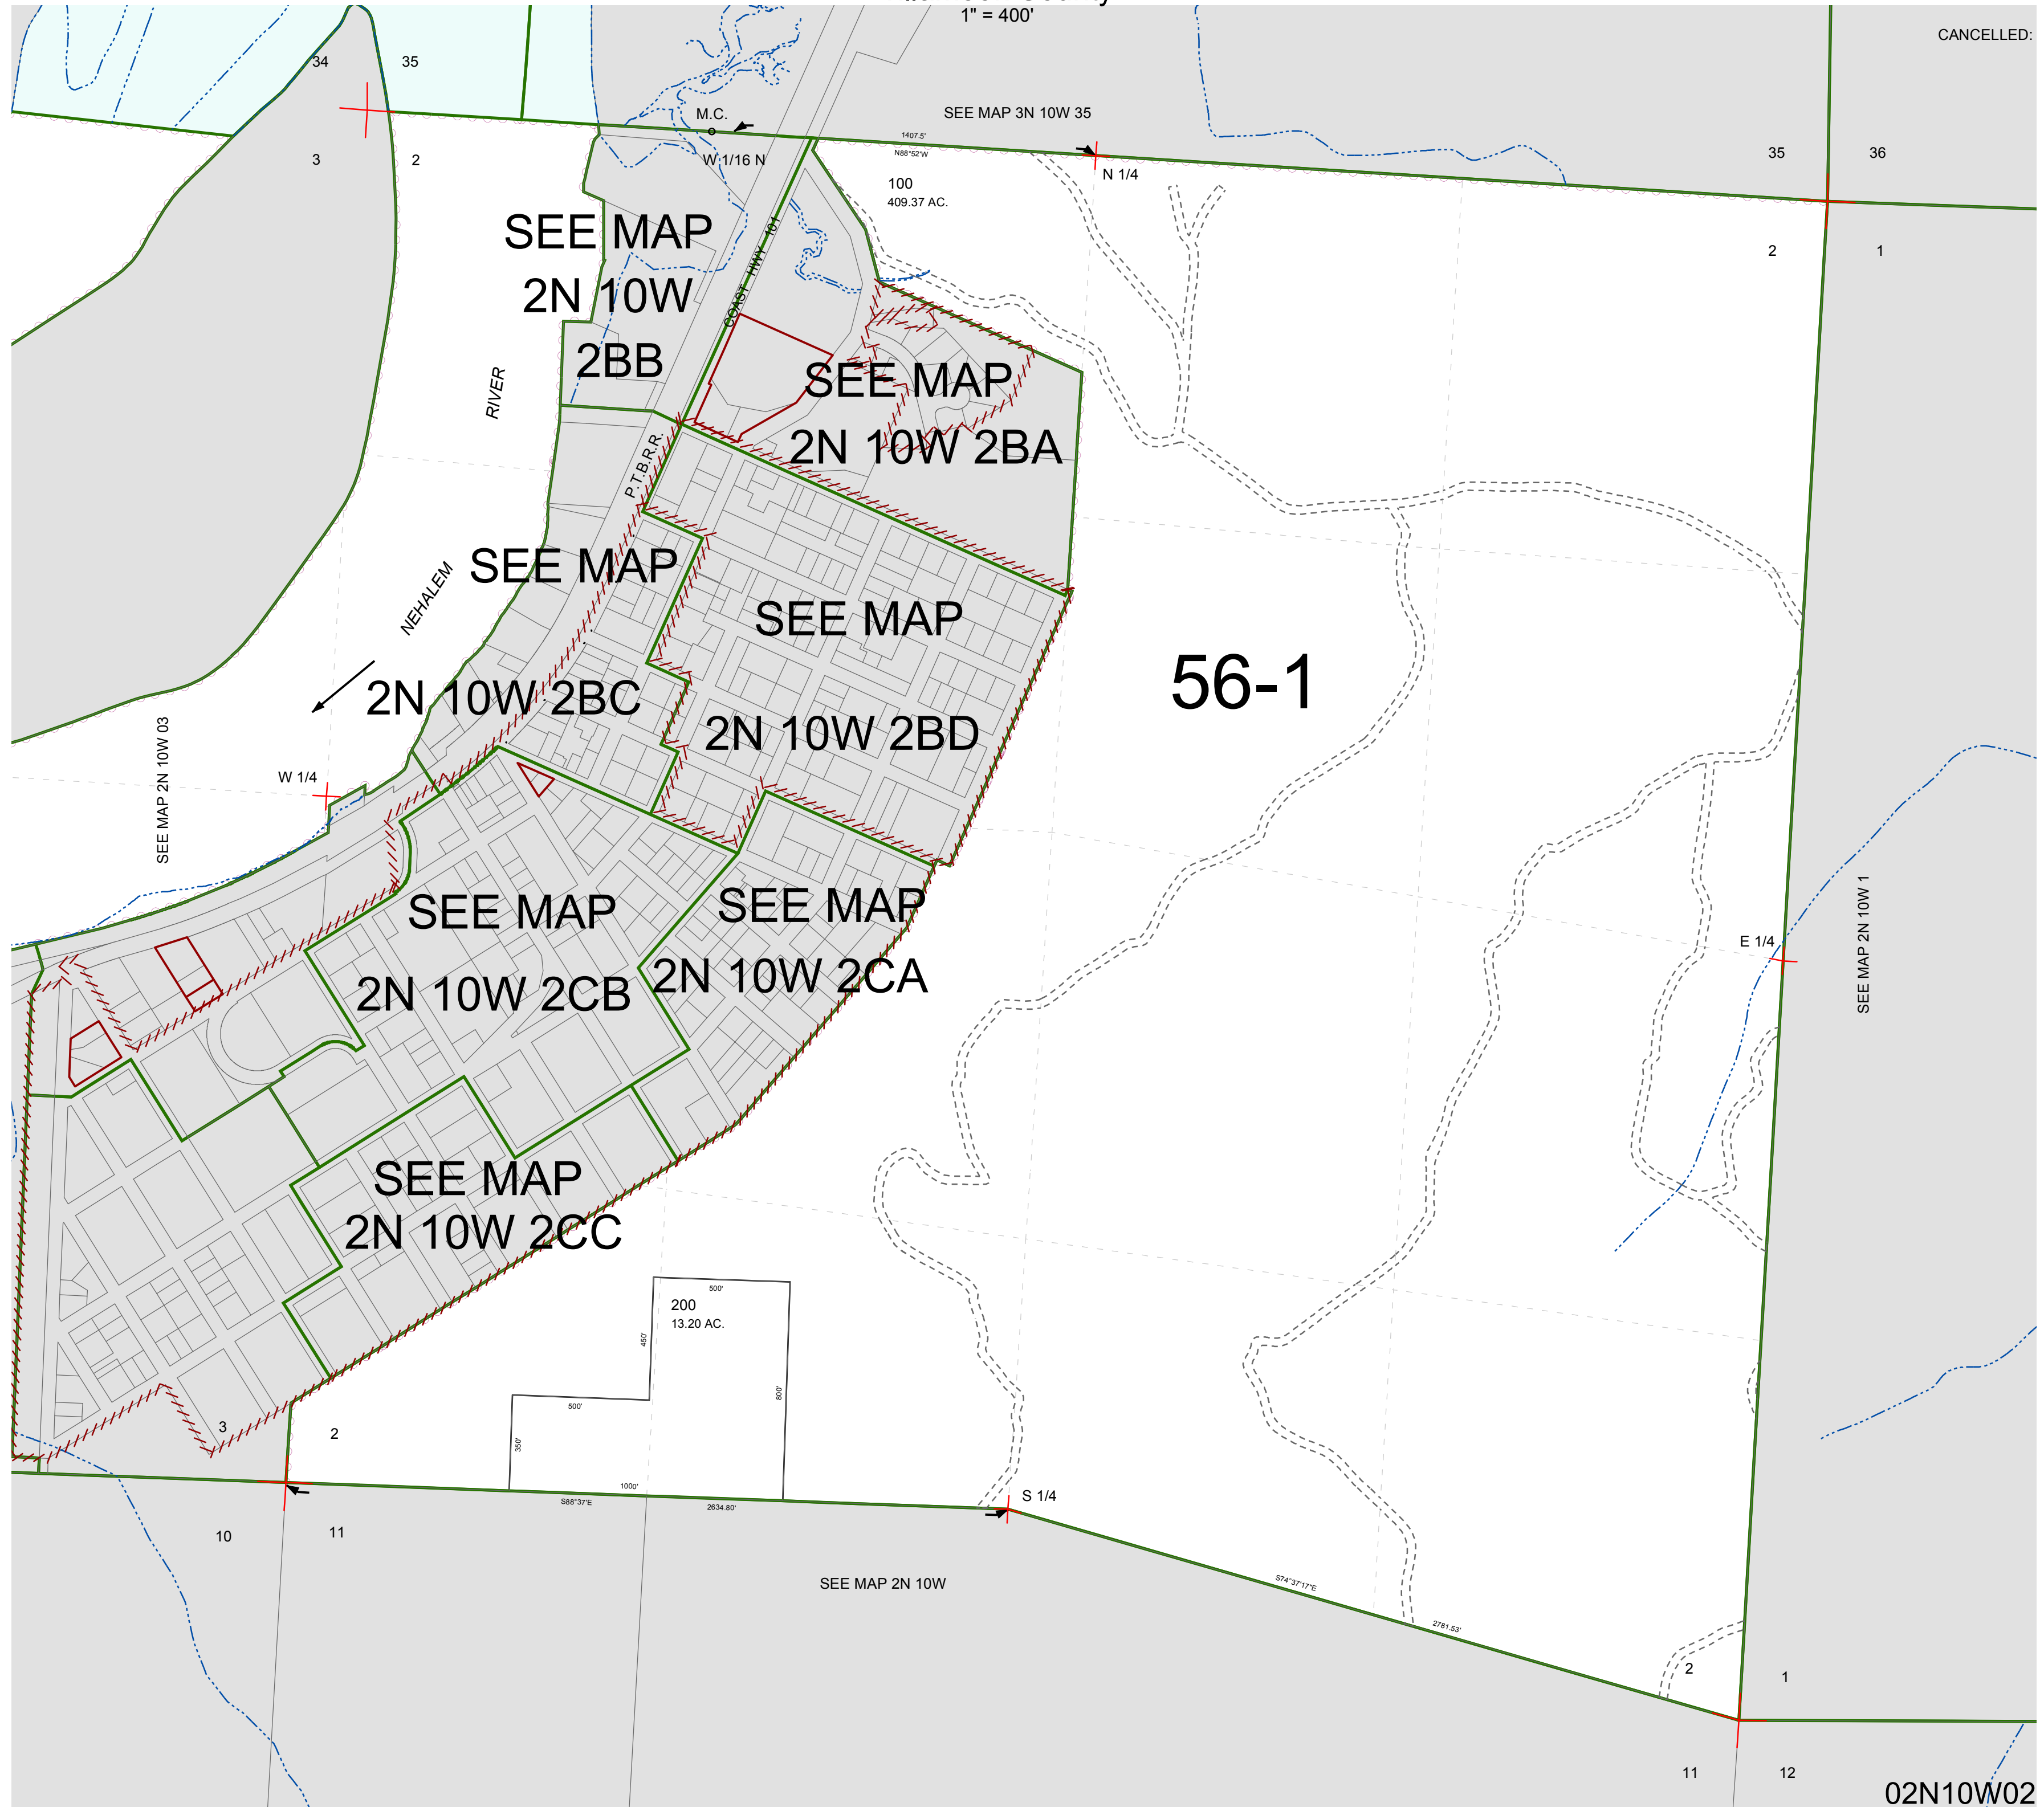 1" = 400'
CANCELLED:
34
35
M.C.
SEE MAP 3N 10W 35
1407.5'
N88°52'W
W 1/16 N
N 1/4
35
36
3
2
100
409.37 AC.
2
1
SEE MAP
2N 10W
2BB
COAST HWY 101
SEE MAP
2N 10W 2BA
RIVER
P.T.B.R.R.
NEHALEM
SEE MAP
2N 10W 2BC
SEE MAP
2N 10W 2BD
56-1
SEE MAP 2N 10W 03
W 1/4
SEE MAP
2N 10W 2CB
SEE MAP
2N 10W 2CA
E 1/4
SEE MAP 2N 10W 1
SEE MAP
2N 10W 2CC
500'
200
13.20 AC.
450'
800'
500'
350'
3
2
1000'
S88°37'E
2634.80'
S 1/4
10
11
SEE MAP 2N 10W
S74°37'17"E
2781.53'
2
1
11
12
02N10W02